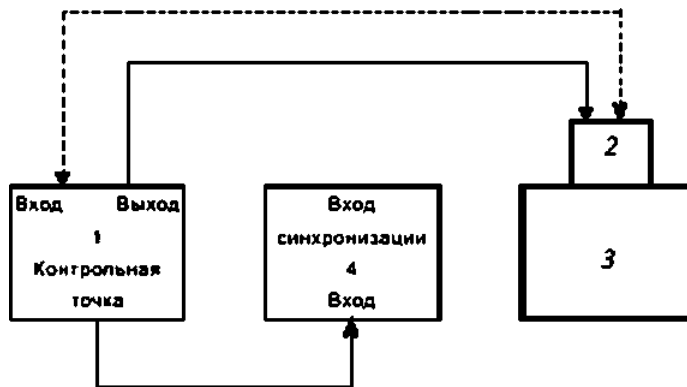 2
Вход Выход
1
Контрольная
точка
Вход
синхронизации
4
Вход
3